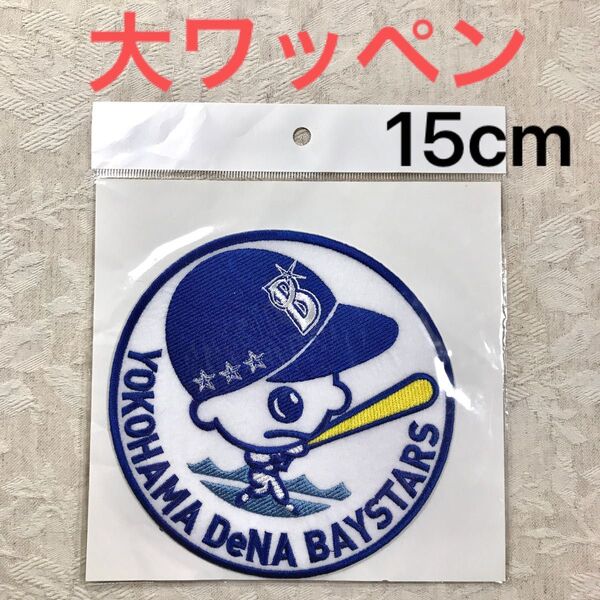 大ワッペン
15cm
B
YOKOHAMA DeNA BAYSTARS